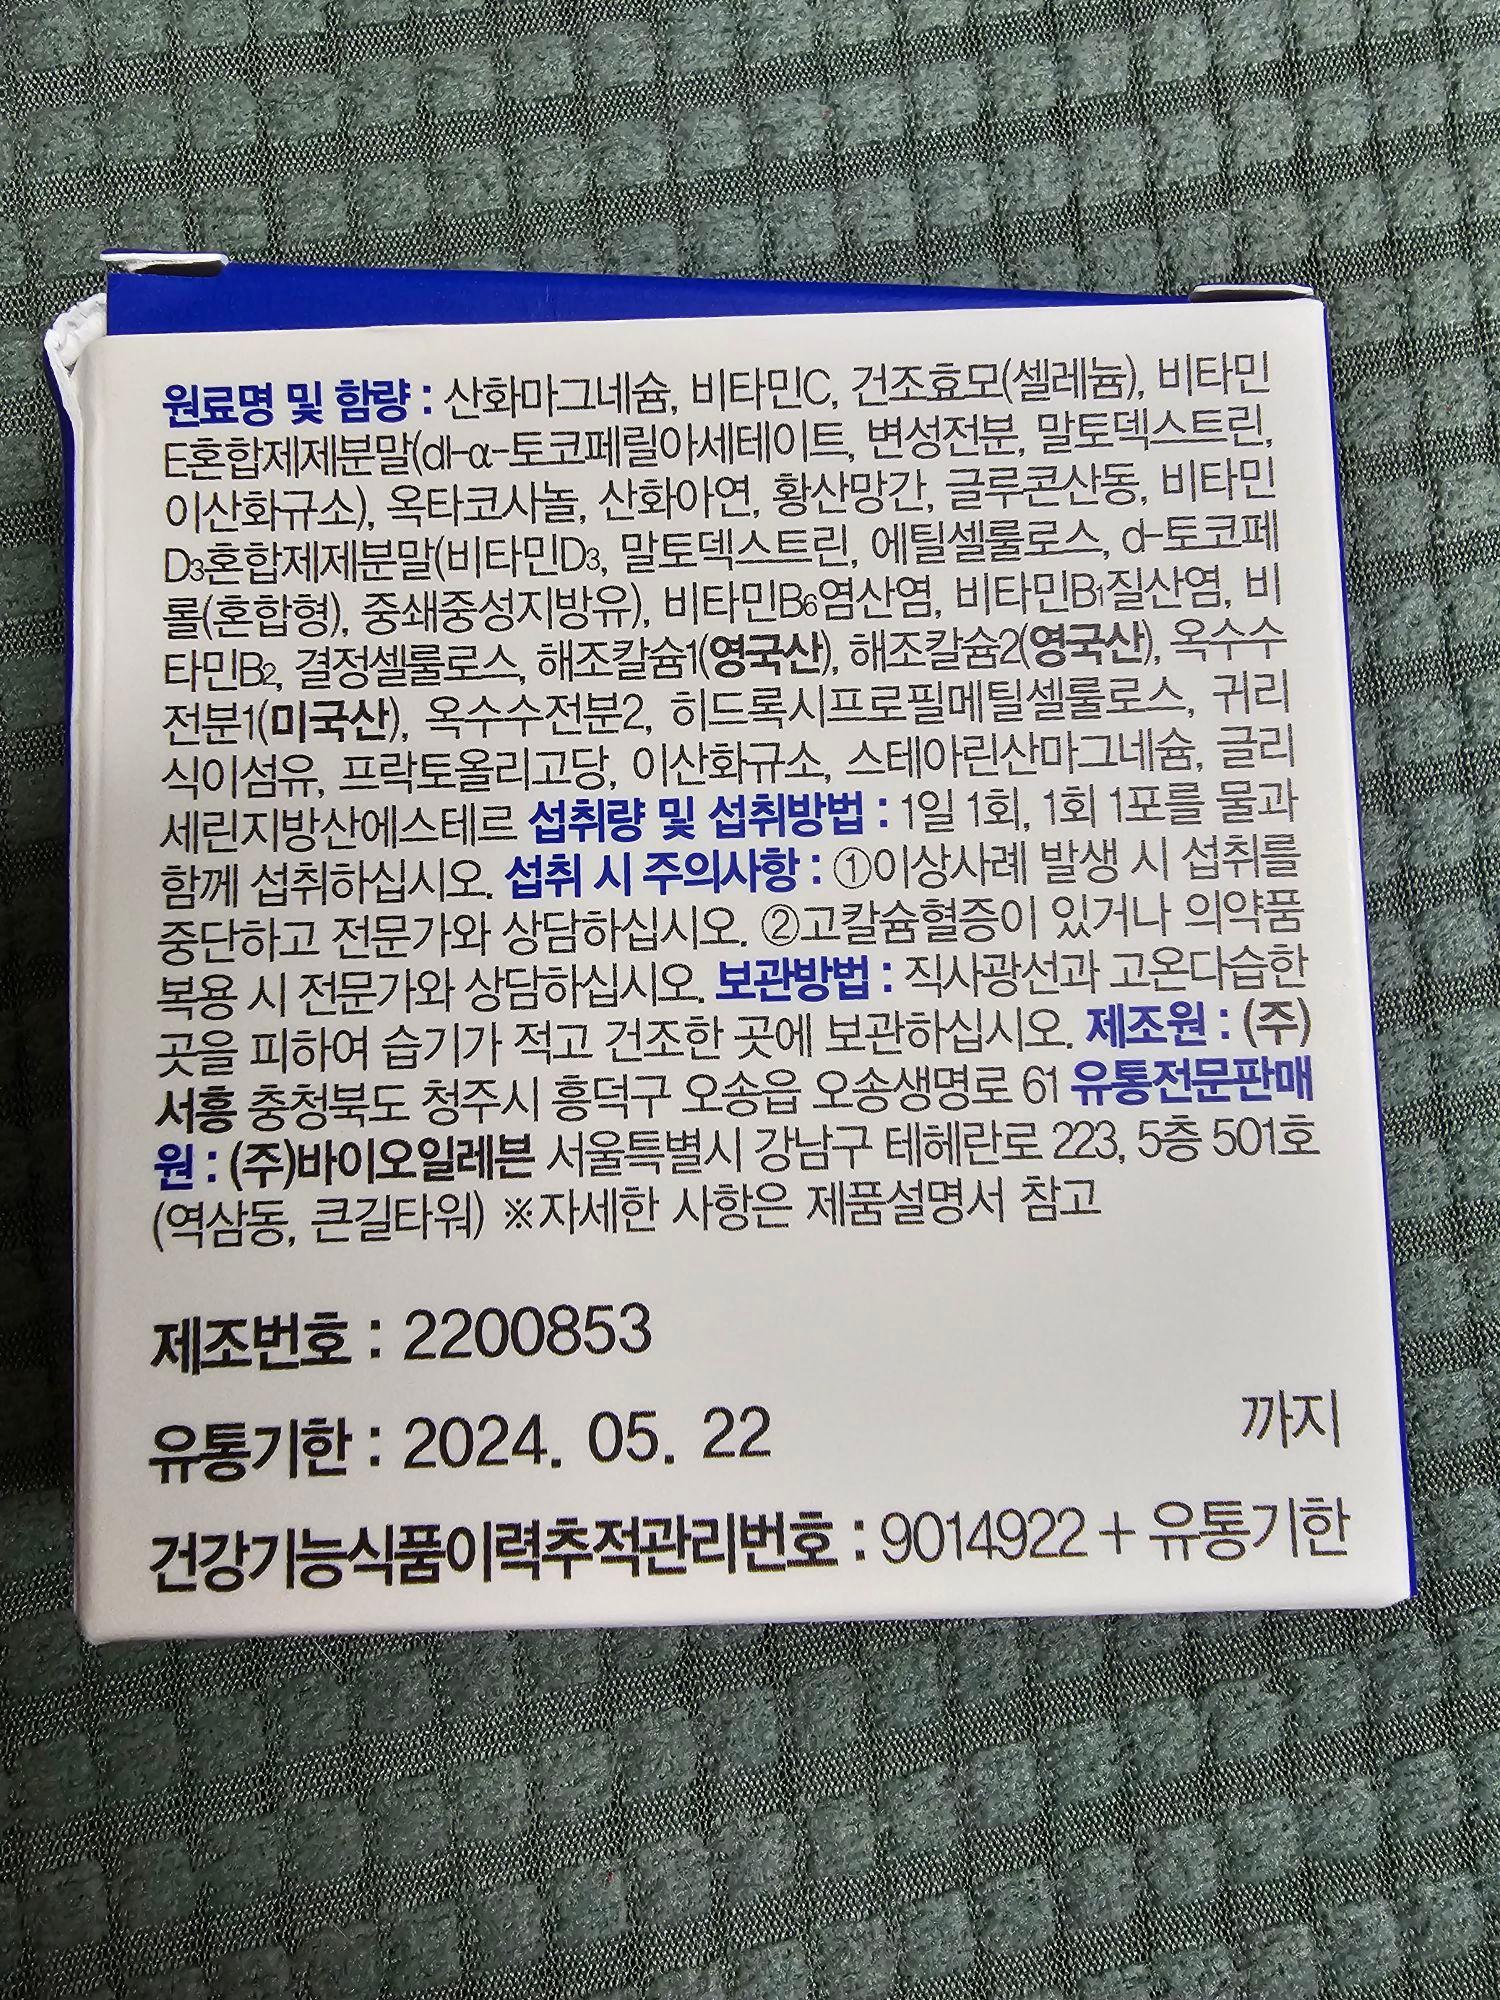 원료명 및 함량 : 산화마그네슘, 비타민C, 건조효모(셀레늄), 비타민
E혼합제제분말(dl-α-토코페릴아세테이트, 변성전분, 말토덱스트린,
이산화규소), 옥타코사놀, 산화아연, 황산망간, 글루콘산동, 비타민
D3혼합제제분말(비타민D3, 말토덱스트린, 에틸셀룰로스, d-토코페
롤(혼합형), 중쇄중성지방유), 비타민B6염산염, 비타민B1질산염, 비
타민B2, 결정셀룰로스, 해조칼슘1(영국산), 해조칼슘2(영국산), 옥수수
전분1(미국산), 옥수수전분2, 히드록시프로필메틸셀룰로스, 귀리
식이섬유, 프락토올리고당, 이산화규소, 스테아린산마그네슘, 글리
세린지방산에스테르 섭취량 및 섭취방법 : 1일 1회, 1회 1포를 물과
함께 섭취하십시오. 섭취 시 주의사항 : ①이상사례 발생 시 섭취를
중단하고 전문가와 상담하십시오. ②고칼슘혈증이 있거나 의약품
복용 시 전문가와 상담하십시오. 보관방법 : 직사광선과 고온다습한
곳을 피하여 습기가 적고 건조한 곳에 보관하십시오. 제조원 : (주)
서흥 충청북도 청주시 흥덕구 오송읍 오송생명로 61 유통전문판매
원 : (주)바이오일레븐 서울특별시 강남구 테헤란로 223, 5층 501호
(역삼동, 큰길타워) ※자세한 사항은 제품설명서 참고
제조번호 : 2200853
유통기한 : 2024. 05. 22 까지
건강기능식품이력추적관리번호 : 9014922 + 유통기한